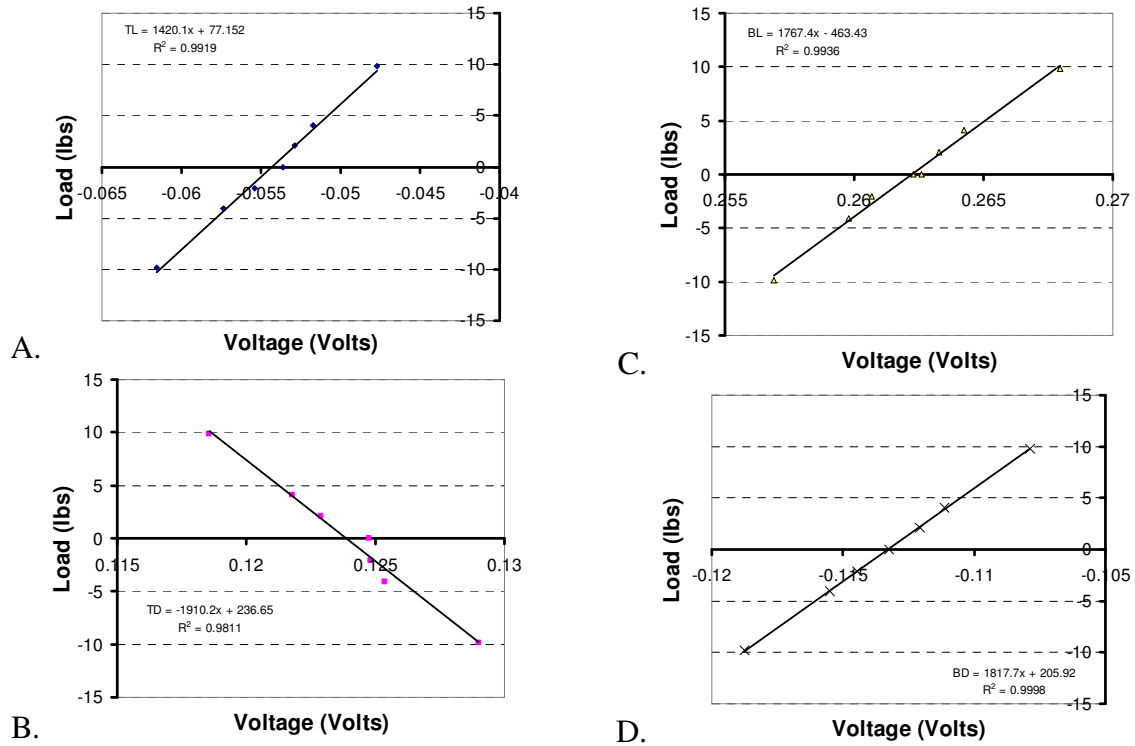 TL = 1420.1x + 77.152
R² = 0.9919
15
10
5
0
-5
-10
-15
-0.065 -0.06 -0.055 -0.05 -0.045 -0.04
Load (lbs)
Voltage (Volts)
A.
BL = 1767.4x - 463.43
R² = 0.9936
15
10
5
0
-5
-10
-15
0.255 0.26 0.265 0.27
Load (lbs)
Voltage (Volts)
C.
15
10
5
0
-5
-10
-15
0.115 0.12 0.125 0.13
TD = -1910.2x + 236.65
R² = 0.9811
Load (lbs)
Voltage (Volts)
B.
15
10
5
0
-5
-10
-15
-0.12 -0.115 -0.11 -0.105
BD = 1817.7x + 205.92
R² = 0.9998
Load (lbs)
Voltage (Volts)
D.